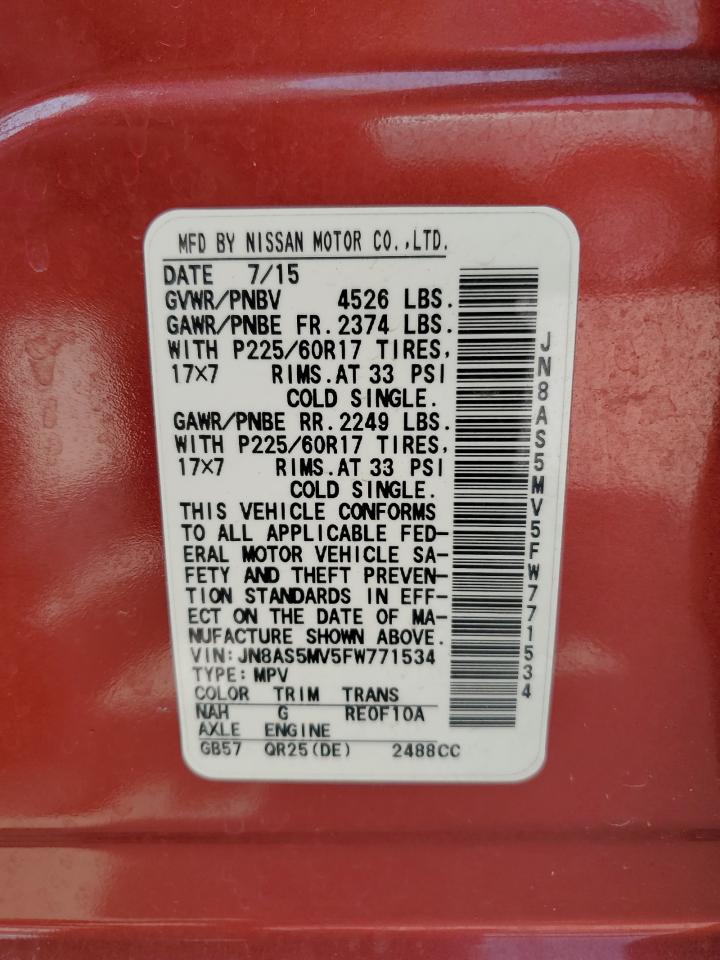 MFD BY NISSAN MOTOR CO.,LTD.
DATE 7/15
GVWR/PNBV 4526 LBS.
GAWR/PNBE FR. 2374 LBS.
WITH P225/60R17 TIRES,
17×7 RIMS. AT 33 PSI
COLD SINGLE.
GAWR/PNBE RR. 2249 LBS.
WITH P225/60R17 TIRES,
17×7 RIMS. AT 33 PSI
COLD SINGLE.
THIS VEHICLE CONFORMS
TO ALL APPLICABLE FED-
ERAL MOTOR VEHICLE SA-
FETY AND THEFT PREVEN-
TION STANDARDS IN EFF-
ECT ON THE DATE OF MA-
NUFACTURE SHOWN ABOVE.
VIN:JN8AS5MV5FW771534
TYPE:MPV
COLOR TRIM TRANS
NAH G RE0F10A
AXLE ENGINE
GB57 QR25(DE) 2488CC
JN8AS5MV5FW771534